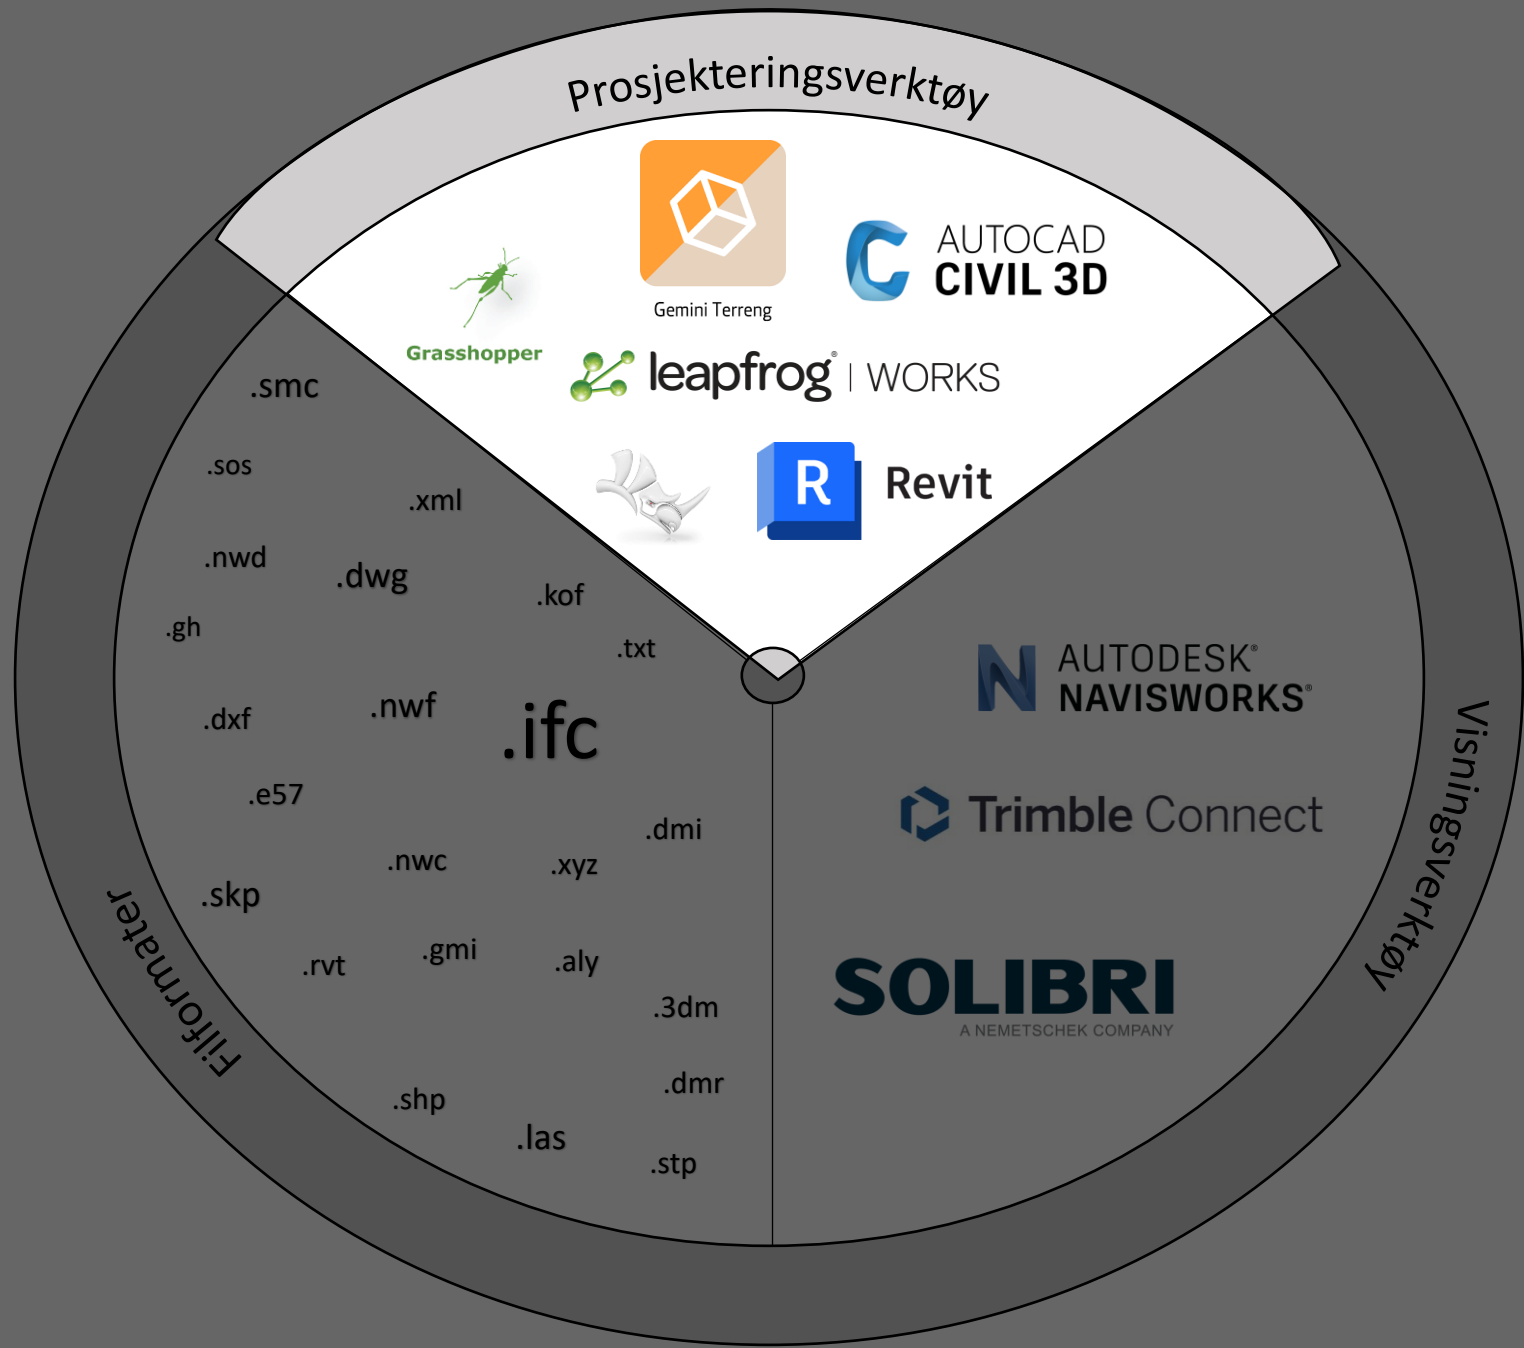 Prosjekteringsverktøy
Gemini Terreng
AUTOCAD
CIVIL 3D
Grasshopper
leapfrog® | WORKS
R Revit
.smc
.sos
.xml
.nwd
.dwg
.kof
.gh
.txt
.dxf
.nwf
.ifc
.e57
.dmi
.nwc
.xyz
.skp
.gmi
.aly
.rvt
.3dm
.dmr
.shp
.las
.stp
Filformater
AUTODESK®
NAVISWORKS®
Trimble Connect
SOLIBRI
A NEMETSCHEK COMPANY
Visningsverktøy